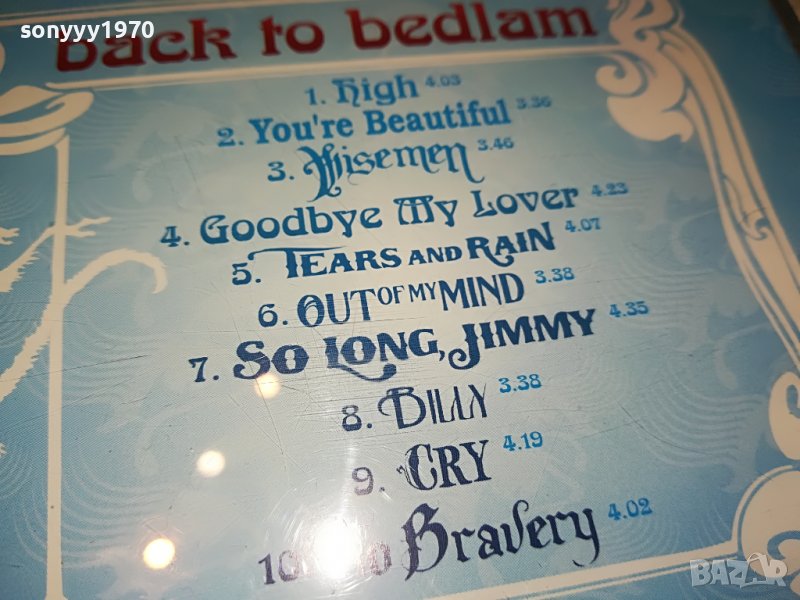 sonyyy1970
back to bedlam
1. High 4.03
2. You're Beautiful 3.36
3. Wisemen 3.46
4. Goodbye My Lover 4.23
5. TEARS AND RAIN 4.07
6. OUT OF MY MIND 3.38
7. SO LONG, JIMMY 4.35
8. BILLY 3.38
9. CRY 4.19
10. Bravery 4.02
BAZAR